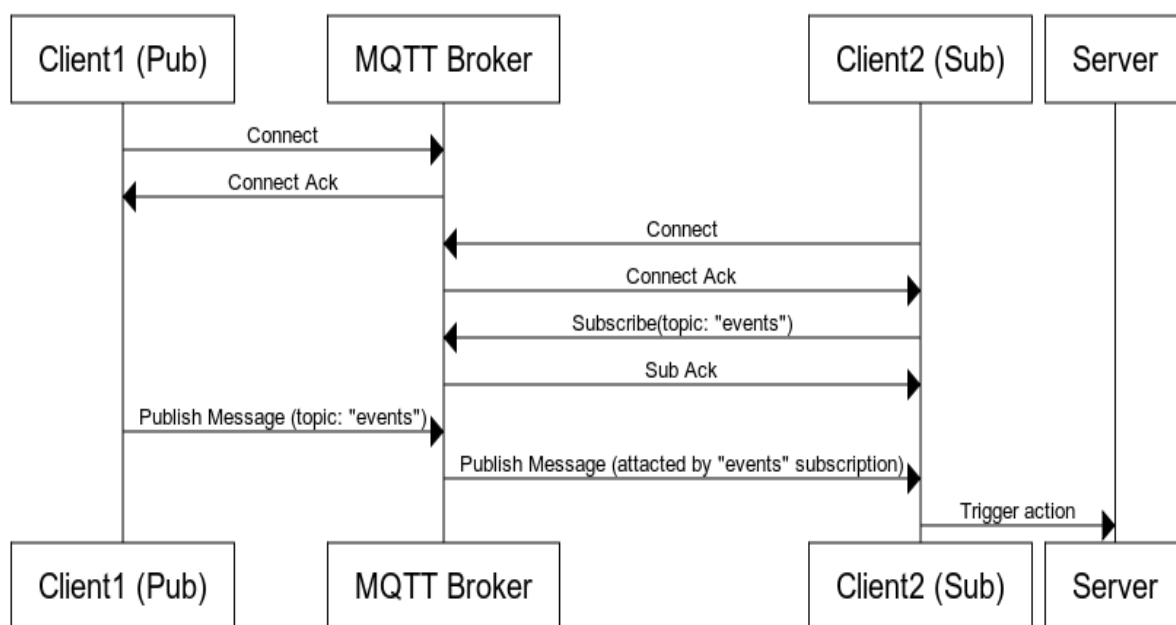 Client1 (Pub)
MQTT Broker
Client2 (Sub)
Server
Connect
Connect Ack
Connect
Connect Ack
Subscribe(topic: "events")
Sub Ack
Publish Message (topic: "events")
Publish Message (attacted by "events" subscription)
Trigger action
Client1 (Pub)
MQTT Broker
Client2 (Sub)
Server